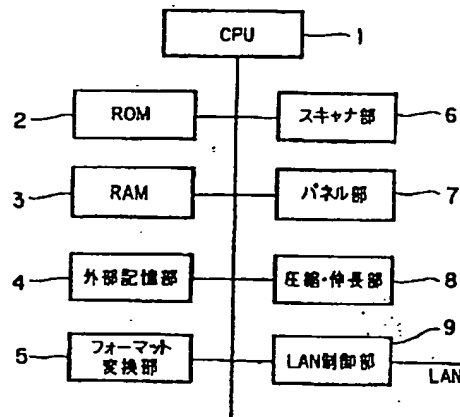 CPU
1
2
ROM
スキャナ部
6
3
RAM
パネル部
7
4
外部記憶部
圧縮・伸長部
8
5
フォーマット
変換部
LAN制御部
9
LAN